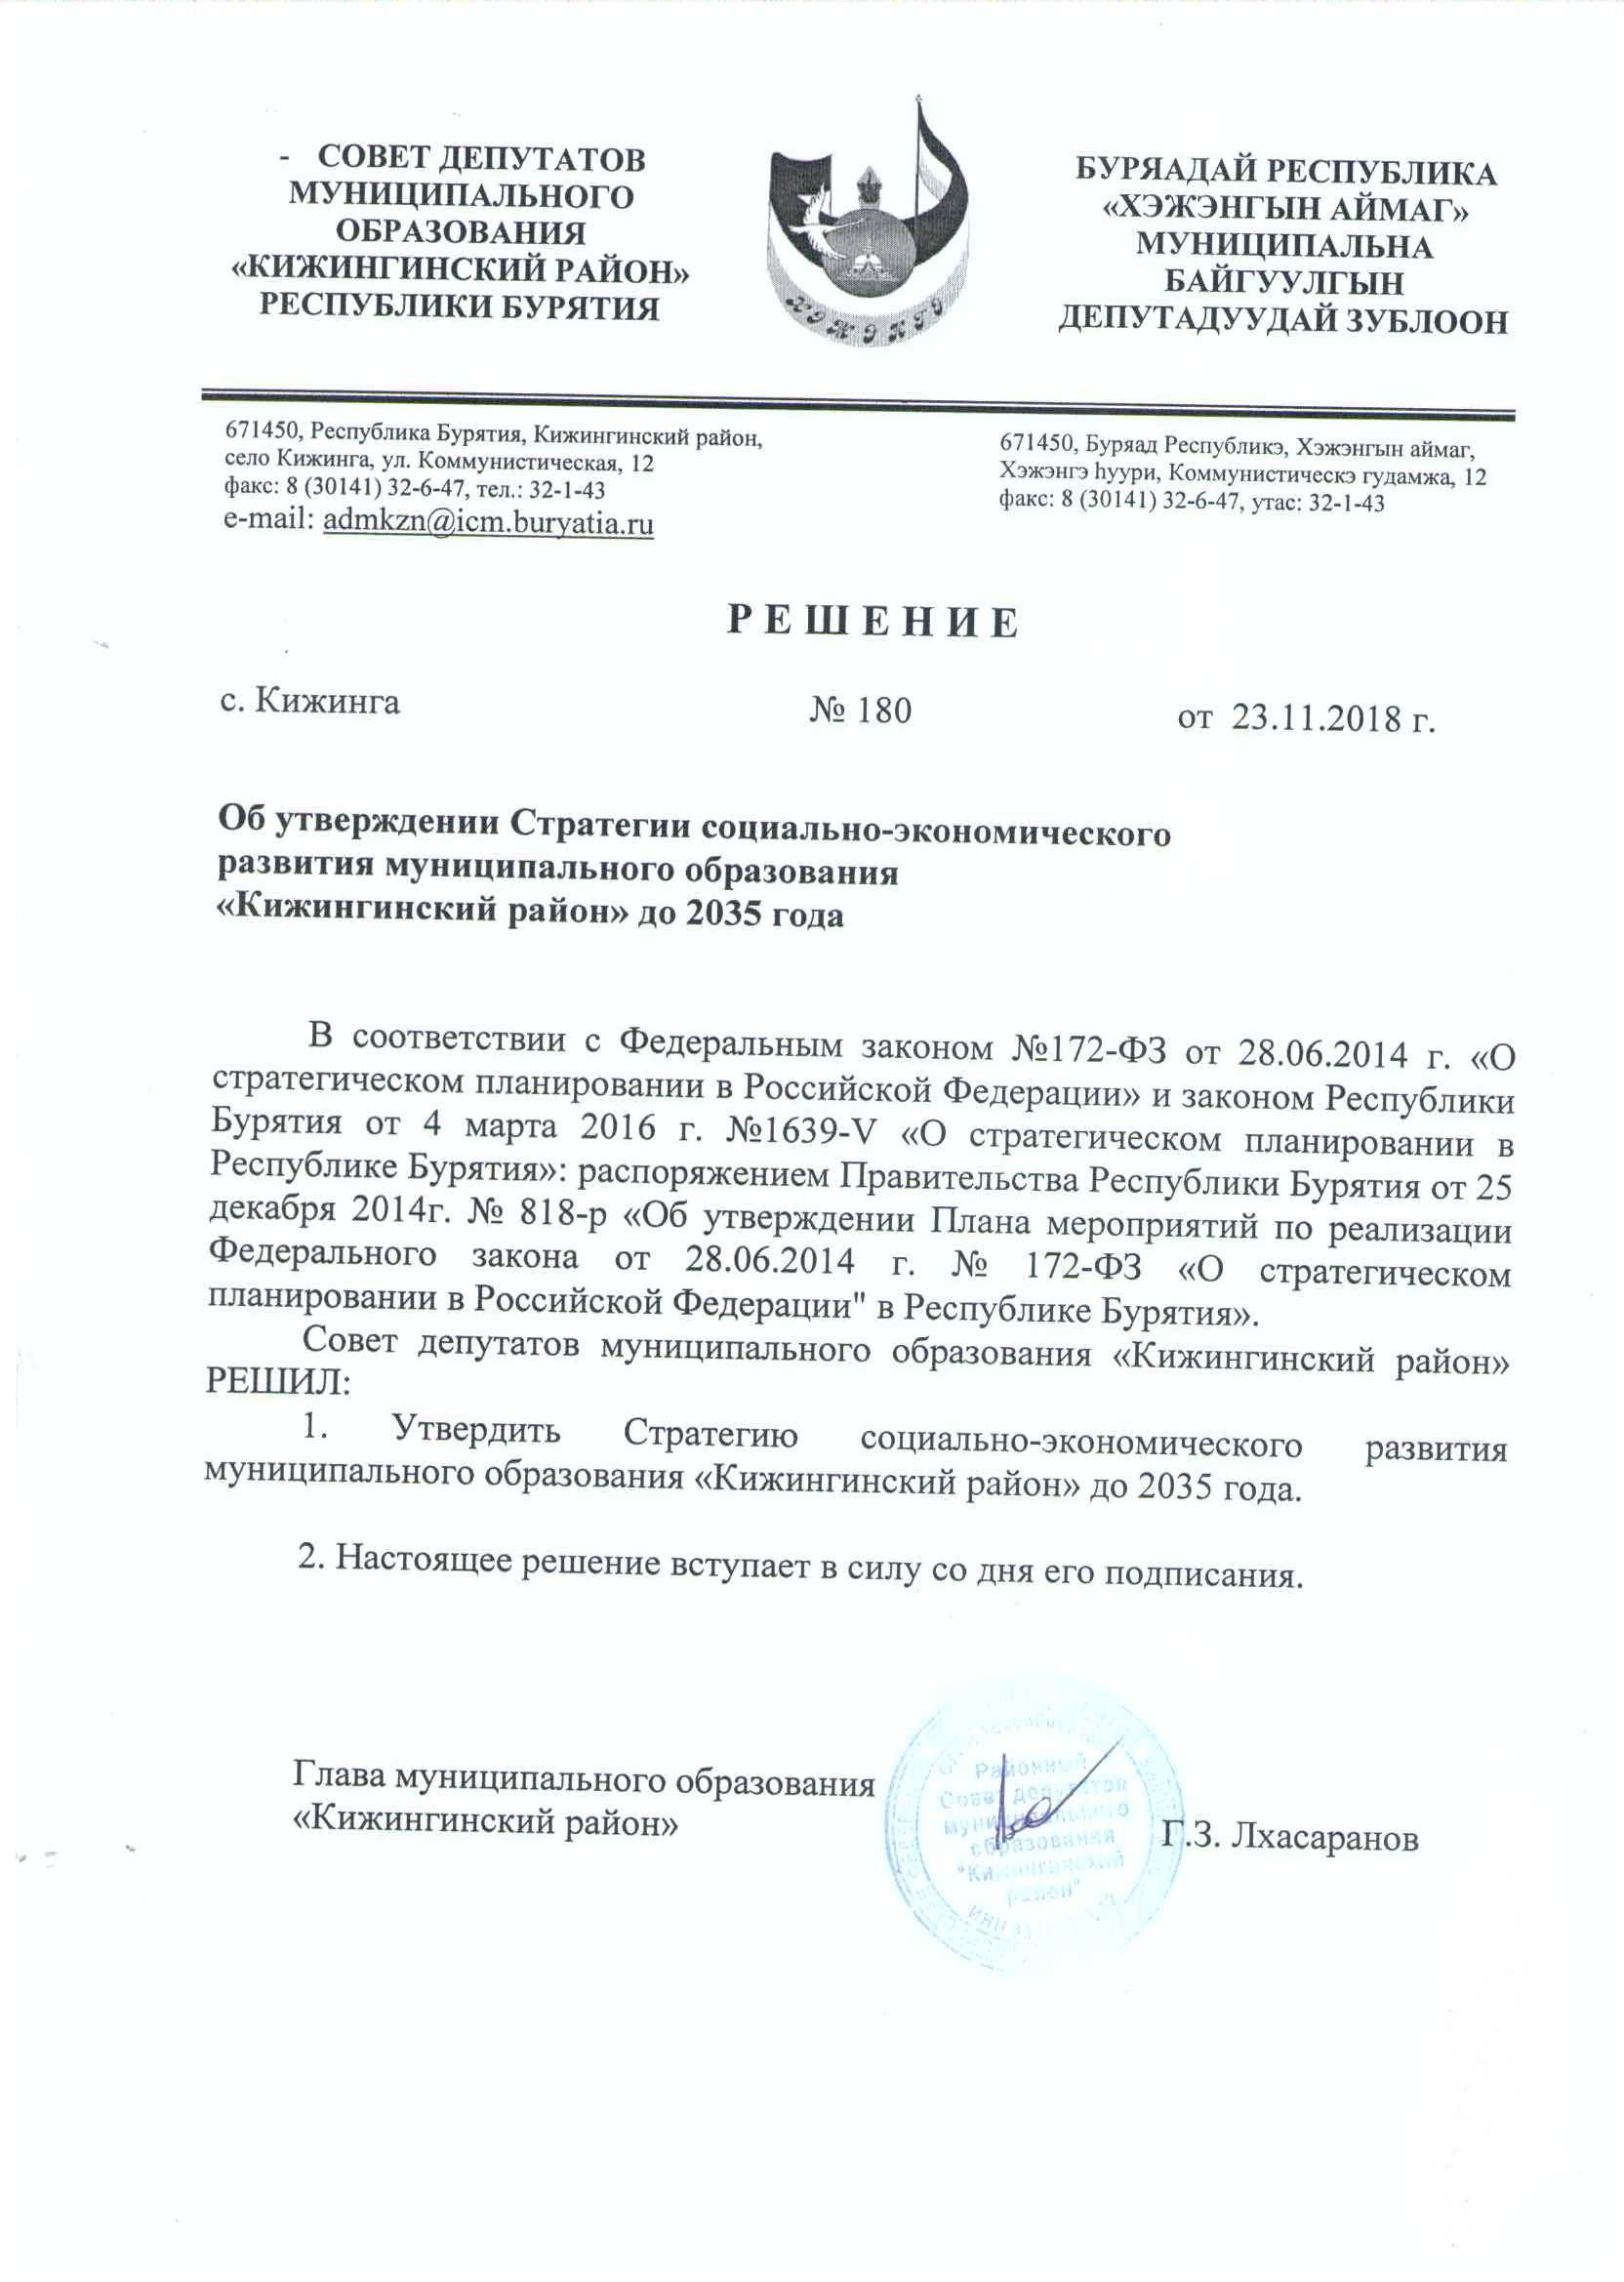 - СОВЕТ ДЕПУТАТОВ
МУНИЦИПАЛЬНОГО
ОБРАЗОВАНИЯ
«КИЖИНГИНСКИЙ РАЙОН»
РЕСПУБЛИКИ БУРЯТИЯ
ХЭЖЭНГЭ
БУРЯАДАЙ РЕСПУБЛИКА
«ХЭЖЭНГЫН АЙМАГ»
МУНИЦИПАЛЬНА
БАЙГУУЛГЫН
ДЕПУТАДУУДАЙ ЗУБЛООН
671450, Республика Бурятия, Кижингинский район,
село Кижинга, ул. Коммунистическая, 12
факс: 8 (30141) 32-6-47, тел.: 32-1-43
e-mail: admkzn@icm.buryatia.ru
671450, Буряад Республикэ, Хэжэнгын аймаг,
Хэжэнгэ һуури, Коммунистическэ гудамжа, 12
факс: 8 (30141) 32-6-47, утас: 32-1-43
Р Е Ш Е Н И Е
с. Кижинга № 180 от 23.11.2018 г.
Об утверждении Стратегии социально-экономического
развития муниципального образования
«Кижингинский район» до 2035 года
В соответствии с Федеральным законом №172-ФЗ от 28.06.2014 г. «О
стратегическом планировании в Российской Федерации» и законом Республики
Бурятия от 4 марта 2016 г. №1639-V «О стратегическом планировании в
Республике Бурятия»: распоряжением Правительства Республики Бурятия от 25
декабря 2014г. № 818-р «Об утверждении Плана мероприятий по реализации
Федерального закона от 28.06.2014 г. № 172-ФЗ «О стратегическом
планировании в Российской Федерации" в Республике Бурятия».
Совет депутатов муниципального образования «Кижингинский район»
РЕШИЛ:
1. Утвердить Стратегию социально-экономического развития
муниципального образования «Кижингинский район» до 2035 года.
2. Настоящее решение вступает в силу со дня его подписания.
Глава муниципального образования
«Кижингинский район»
Г.З. Лхасаранов
Районный
Совет депутатов
муниципального
образования
"Кижингинский
район"
ИНН